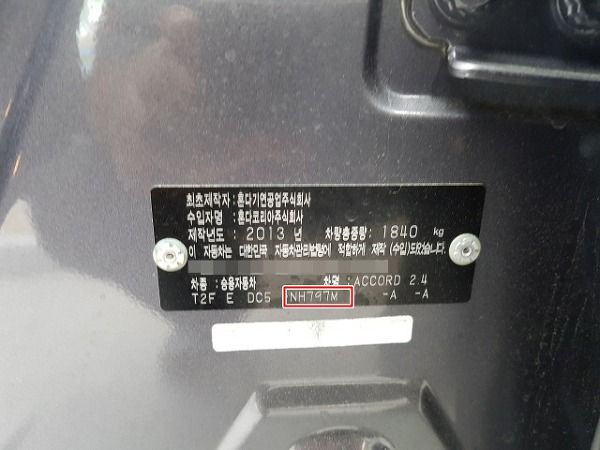 최초제작자 : 혼다기연공업주식회사
수입자명 : 혼다코리아주식회사
제작년도 : 2013 년 차량총중량 : 1840 kg
이 자동차는 대한민국 자동차관리법령에 적합하게 제작 (수입)되었습니다.
차종 : 승용자동차 차명 : ACCORD 2.4
T2F E DC5 NH797M -A -A